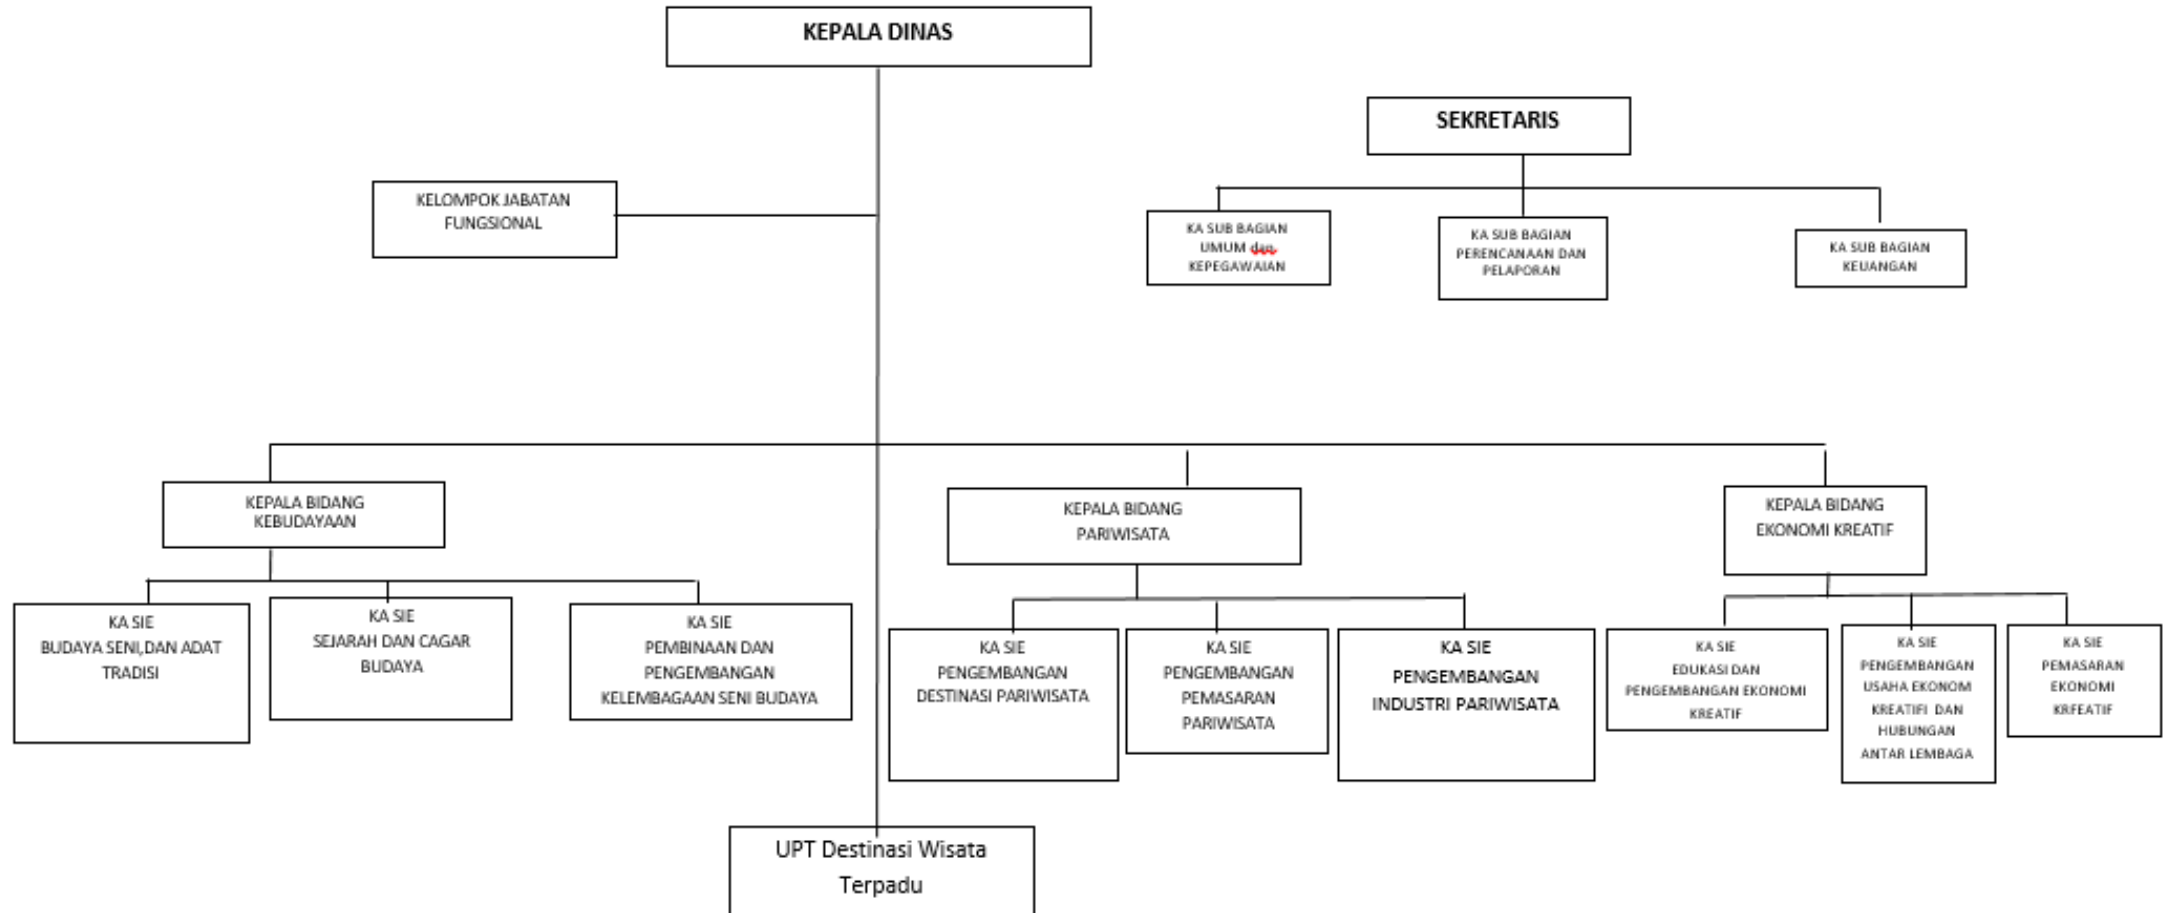 KEPALA DINAS
SEKRETARIS
KELOMPOK JABATAN
FUNGSIONAL
KA SUB BAGIAN
UMUM dan
KEPEGAWAIAN
KA SUB BAGIAN
PERENCANAAN DAN
PELAPORAN
KA SUB BAGIAN
KEUANGAN
KEPALA BIDANG
KEBUDAYAAN
KEPALA BIDANG
PARIWISATA
KEPALA BIDANG
EKONOMI KREATIF
KA SIE
BUDAYA SENI,DAN ADAT
TRADISI
KA SIE
SEJARAH DAN CAGAR
BUDAYA
KA SIE
PEMBINAAN DAN
PENGEMBANGAN
KELEMBAGAAN SENI BUDAYA
KA SIE
PENGEMBANGAN
DESTINASI PARIWISATA
KA SIE
PENGEMBANGAN
PEMASARAN
PARIWISATA
KA SIE
PENGEMBANGAN
INDUSTRI PARIWISATA
KA SIE
EDUKASI DAN
PENGEMBANGAN EKONOMI
KREATIF
KA SIE
PENGEMBANGAN
USAHA EKONOM
KREATIFI DAN
HUBUNGAN
ANTAR LEMBAGA
KA SIE
PEMASARAN
EKONOMI
KRFEATIF
UPT Destinasi Wisata
Terpadu